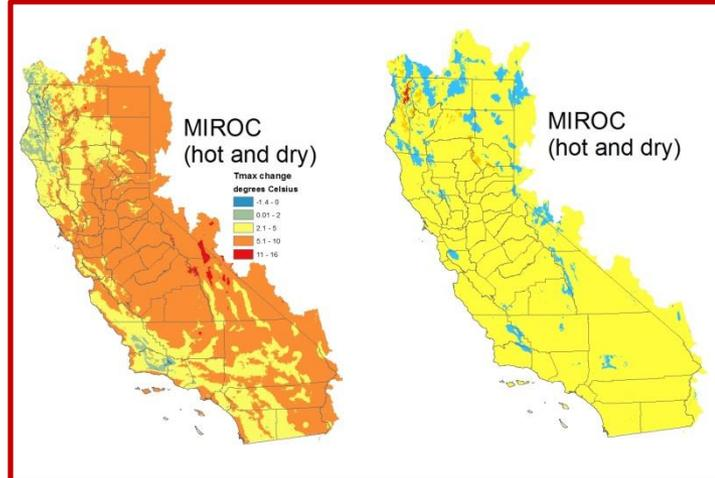 MIROC
(hot and dry)
Tmax change
degrees Celsius
-1.4 - 0
0.01 - 2
2.1 - 5
5.1 - 10
11 - 16
MIROC
(hot and dry)